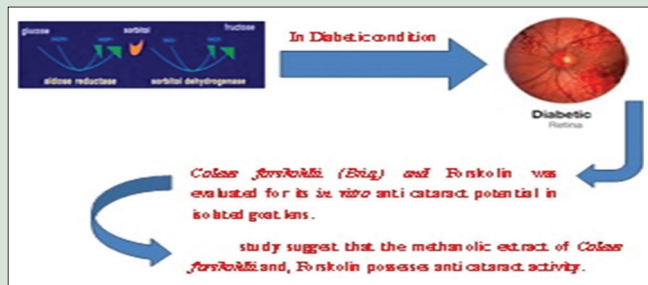 glucose sorbitol fructose
aldose reductase sorbitol dehydrogenase
In Diabetic condition
Diabetic
Retina
Coleus forskohlii (Briq) and Forskolin was
evaluated for its in vitro anti cataract potential in
isolated goat lens.
study suggest that the methanolic extract of Coleus
forskohlii and, Forskolin possesses anti cataract activity.